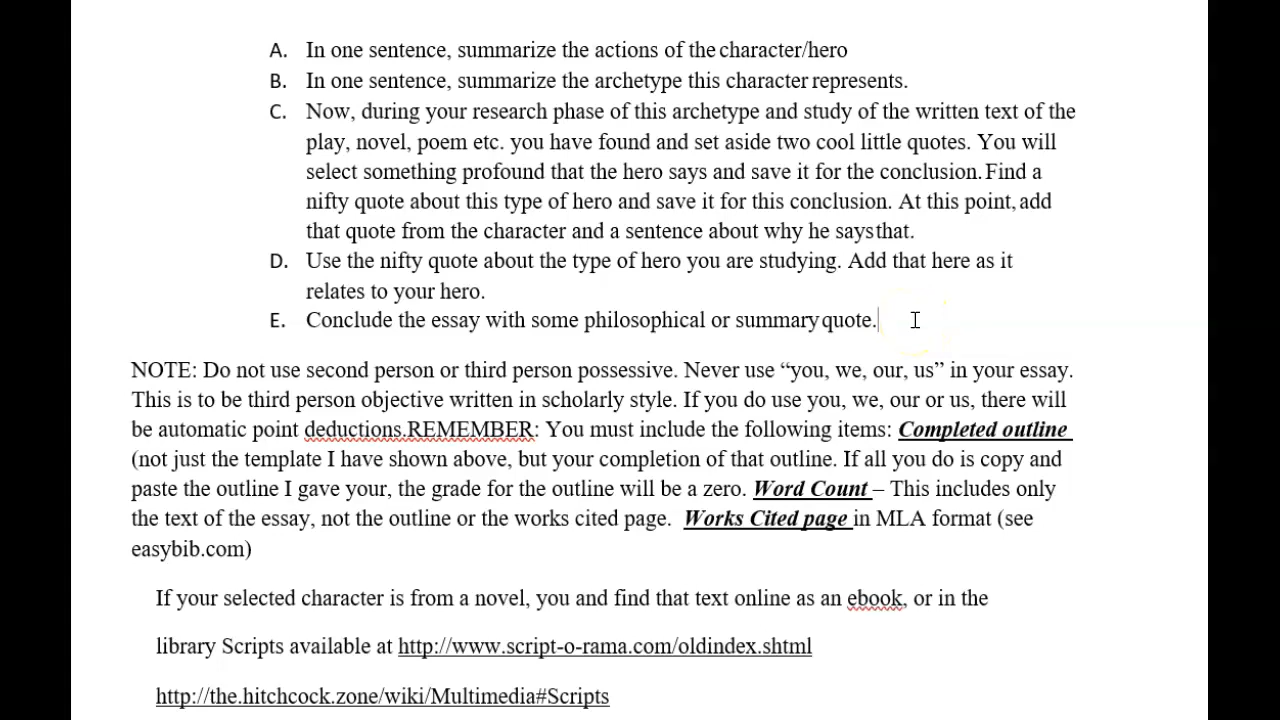 A. In one sentence, summarize the actions of the character/hero
B. In one sentence, summarize the archetype this character represents.
C. Now, during your research phase of this archetype and study of the written text of the
play, novel, poem etc. you have found and set aside two cool little quotes. You will
select something profound that the hero says and save it for the conclusion. Find a
nifty quote about this type of hero and save it for this conclusion. At this point, add
that quote from the character and a sentence about why he says that.
D. Use the nifty quote about the type of hero you are studying. Add that here as it
relates to your hero.
E. Conclude the essay with some philosophical or summary quote.
NOTE: Do not use second person or third person possessive. Never use “you, we, our, us” in your essay.
This is to be third person objective written in scholarly style. If you do use you, we, our or us, there will
be automatic point deductions.REMEMBER: You must include the following items: Completed outline
(not just the template I have shown above, but your completion of that outline. If all you do is copy and
paste the outline I gave your, the grade for the outline will be a zero. Word Count – This includes only
the text of the essay, not the outline or the works cited page. Works Cited page in MLA format (see
easybib.com)
If your selected character is from a novel, you and find that text online as an ebook, or in the
library Scripts available at http://www.script-o-rama.com/oldindex.shtml
http://the.hitchcock.zone/wiki/Multimedia#Scripts